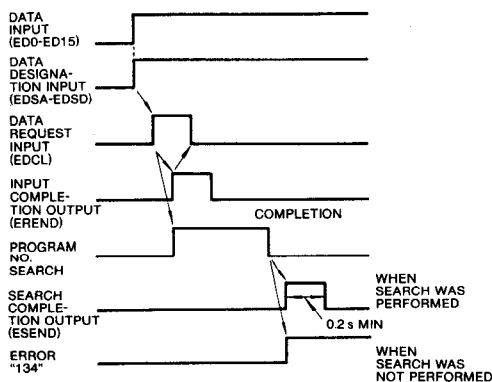 DATA
INPUT
(ED0-ED15)
DATA
DESIGNA-
TION INPUT
(EDSA-EDSD)
DATA
REQUEST
INPUT
(EDCL)
INPUT
COMPLE-
TION OUTPUT
(EREND)
COMPLETION
PROGRAM
NO.
SEARCH
SEARCH
COMPLE-
TION OUTPUT
(ESEND)
WHEN
SEARCH WAS
PERFORMED
0.2 s MIN
ERROR
"134"
WHEN
SEARCH WAS
NOT PERFORMED